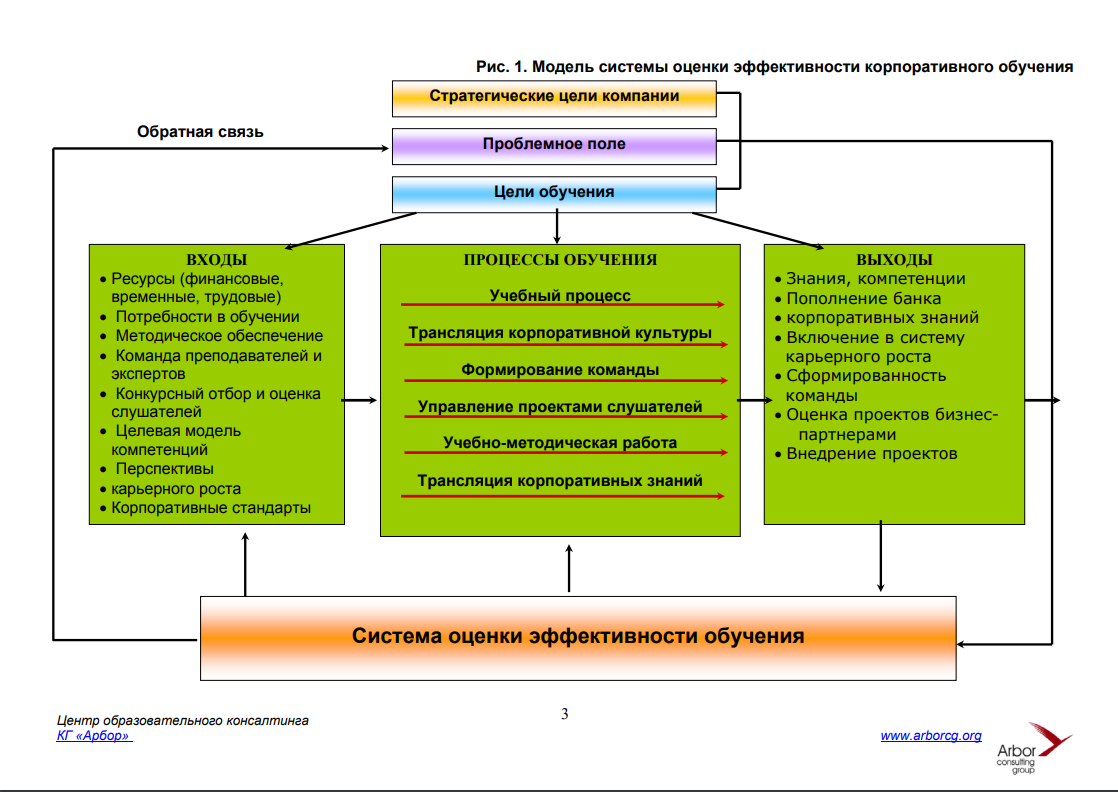 Рис. 1. Модель системы оценки эффективности корпоративного обучения
Стратегические цели компании
Обратная связь
Проблемное поле
Цели обучения
ВХОДЫ
• Ресурсы (финансовые,
временные, трудовые)
• Потребности в обучении
• Методическое обеспечение
• Команда преподавателей и
экспертов
• Конкурсный отбор и оценка
слушателей
• Целевая модель
компетенций
• Перспективы
• карьерного роста
• Корпоративные стандарты
ПРОЦЕССЫ ОБУЧЕНИЯ
Учебный процесс
Трансляция корпоративной культуры
Формирование команды
Управление проектами слушателей
Учебно-методическая работа
Трансляция корпоративных знаний
ВЫХОДЫ
• Знания, компетенции
• Пополнение банка
• корпоративных знаний
• Включение в систему
карьерного роста
• Сформированность
команды
• Оценка проектов бизнес-
партнерами
• Внедрение проектов
Система оценки эффективности обучения
Центр образовательного консалтинга
КГ «Арбор»
3
www.arborcg.org
Arbor
consulting
group